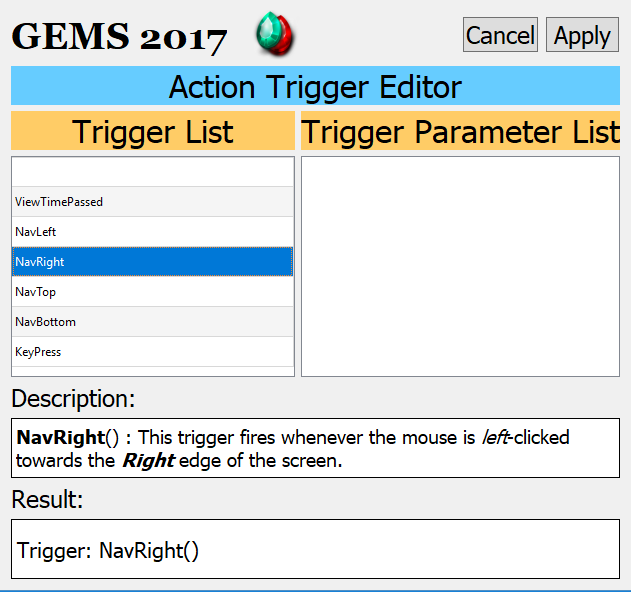 GEMS 2017
Cancel
Apply
Action Trigger Editor
Trigger List
Trigger Parameter List
ViewTimePassed
NavLeft
NavRight
NavTop
NavBottom
KeyPress
Description:
NavRight() : This trigger fires whenever the mouse is left-clicked
towards the Right edge of the screen.
Result:
Trigger: NavRight()